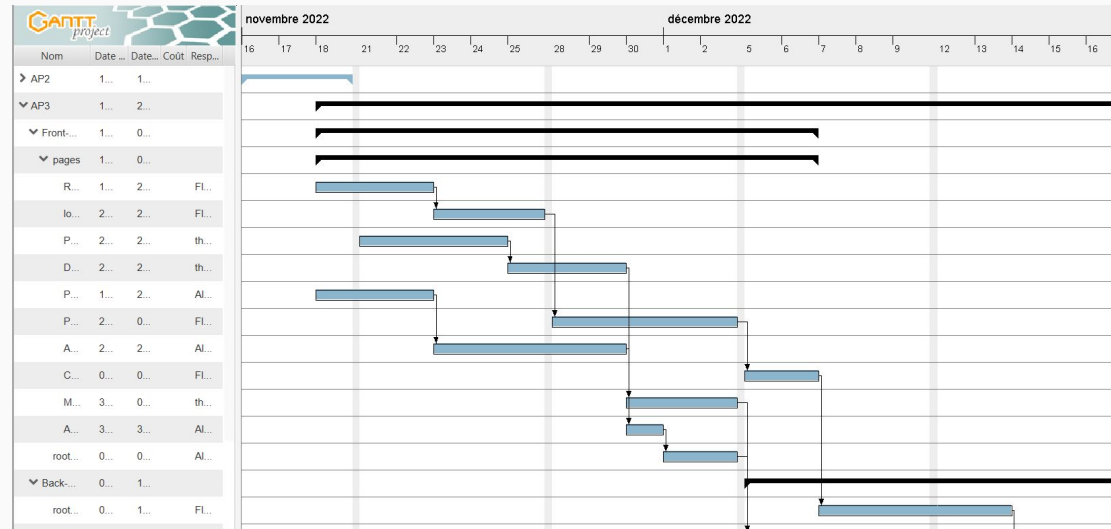 GANTT
project
novembre 2022
décembre 2022
16 17 18 21 22 23 24 25 28 29 30 1 2 5 6 7 8 9 12 13 14 15 16
Nom Date ... Date... Coût Resp...
AP2 1... 1...
AP3 1... 2...
Front-... 1... 0...
pages 1... 0...
R... 1... 2... Fl...
lo... 2... 2... Fl...
P... 2... 2... th...
D... 2... 2... th...
P... 1... 2... Al...
P... 2... 0... Fl...
A... 2... 2... Al...
C... 0... 0... Fl...
M... 3... 0... th...
A... 3... 3... Al...
root... 0... 0... Al...
Back-... 0... 1...
root... 0... 1... Fl...